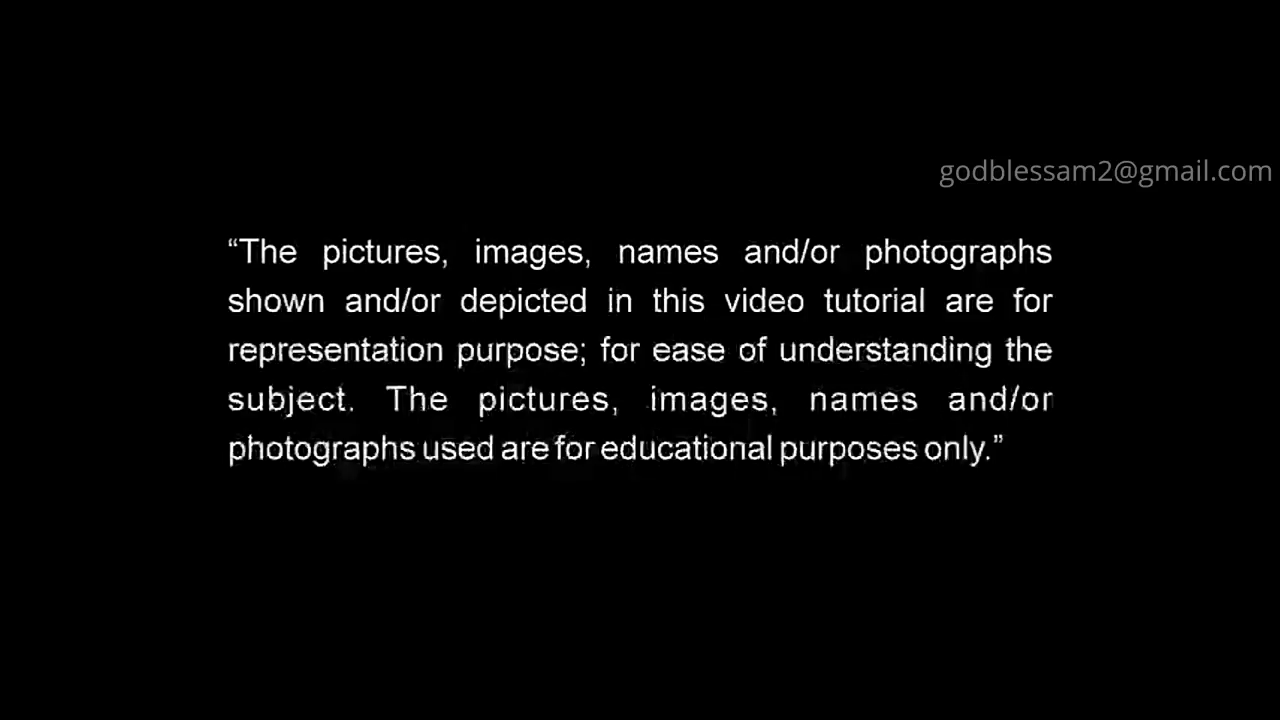 godblessam2@gmail.com
“The pictures, images, names and/or photographs
shown and/or depicted in this video tutorial are for
representation purpose; for ease of understanding the
subject. The pictures, images, names and/or
photographs used are for educational purposes only.”